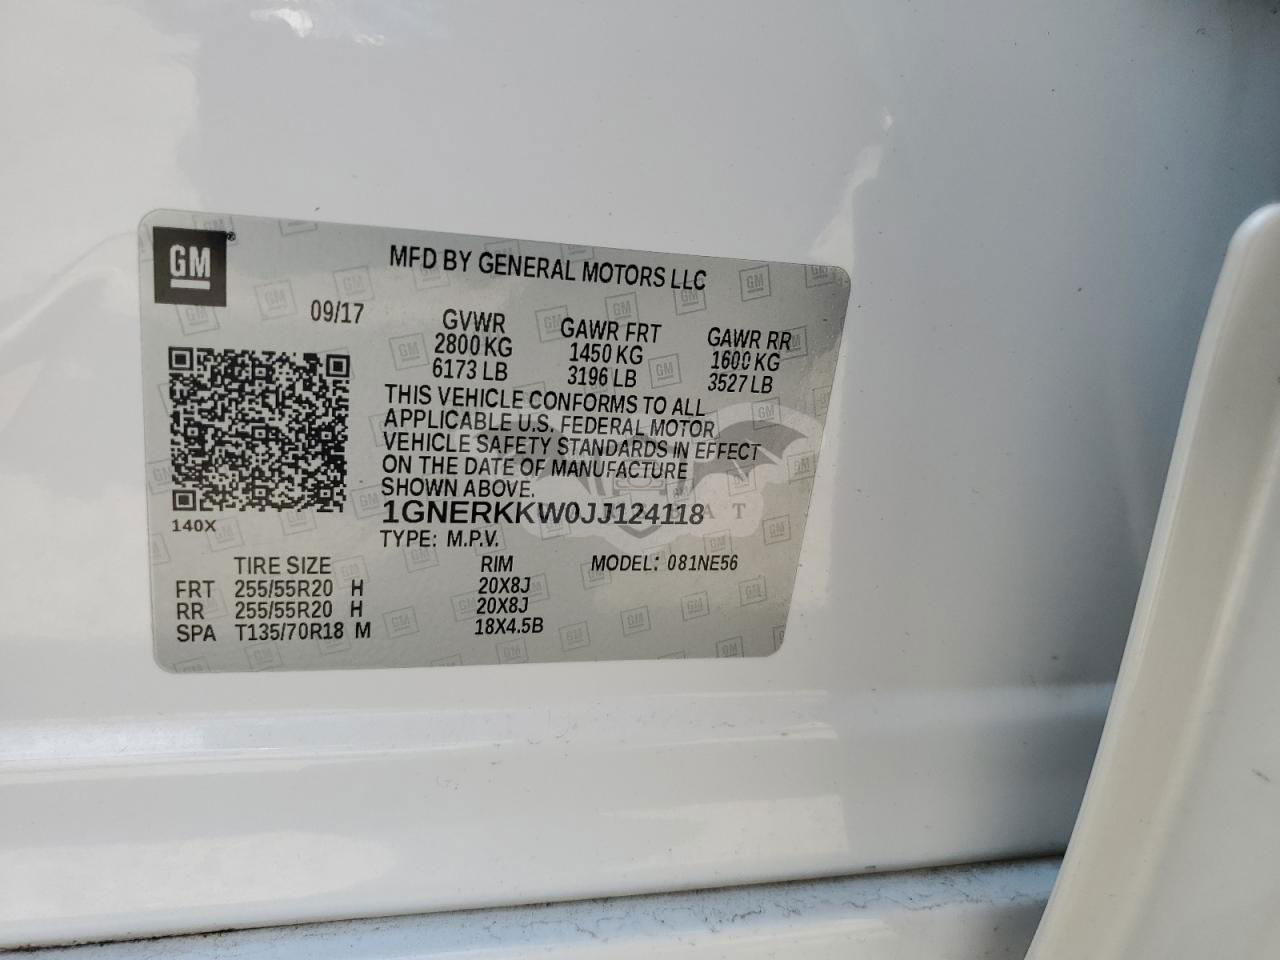 GM ®
MFD BY GENERAL MOTORS LLC
09/17
GVWR GAWR FRT GAWR RR
2800 KG 1450 KG 1600 KG
6173 LB 3196 LB 3527 LB
THIS VEHICLE CONFORMS TO ALL
APPLICABLE U.S. FEDERAL MOTOR
VEHICLE SAFETY STANDARDS IN EFFECT
ON THE DATE OF MANUFACTURE
SHOWN ABOVE.
1GNERKKW0JJ124118
140X
TYPE: M.P.V.
TIRE SIZE RIM MODEL: 081NE56
FRT 255/55R20 H 20X8J
RR 255/55R20 H 20X8J
SPA T135/70R18 M 18X4.5B